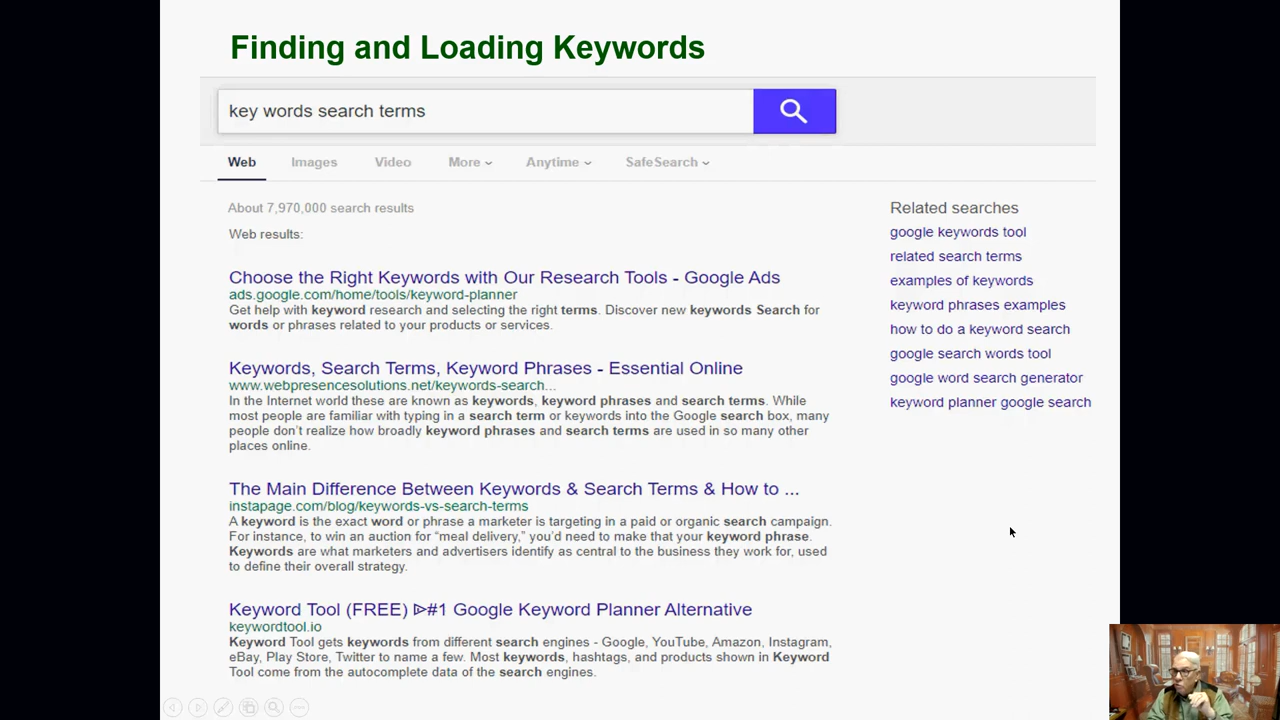 Finding and Loading Keywords
key words search terms
Web Images Video More Anytime SafeSearch
About 7,970,000 search results
Web results:
Choose the Right Keywords with Our Research Tools - Google Ads
ads.google.com/home/tools/keyword-planner
Get help with keyword research and selecting the right terms. Discover new keywords Search for
words or phrases related to your products or services.
Keywords, Search Terms, Keyword Phrases - Essential Online
www.webpresencesolutions.net/keywords-search...
In the Internet world these are known as keywords, keyword phrases and search terms. While
most people are familiar with typing in a search term or keywords into the Google search box, many
people don't realize how broadly keyword phrases and search terms are used in so many other
places online.
The Main Difference Between Keywords & Search Terms & How to ...
instapage.com/blog/keywords-vs-search-terms
A keyword is the exact word or phrase a marketer is targeting in a paid or organic search campaign.
For instance, to win an auction for “meal delivery,” you'd need to make that your keyword phrase.
Keywords are what marketers and advertisers identify as central to the business they work for, used
to define their overall strategy.
Keyword Tool (FREE) ᐅ#1 Google Keyword Planner Alternative
keywordtool.io
Keyword Tool gets keywords from different search engines - Google, YouTube, Amazon, Instagram,
eBay, Play Store, Twitter to name a few. Most keywords, hashtags, and products shown in Keyword
Tool come from the autocomplete data of the search engines.
Related searches
google keywords tool
related search terms
examples of keywords
keyword phrases examples
how to do a keyword search
google search words tool
google word search generator
keyword planner google search